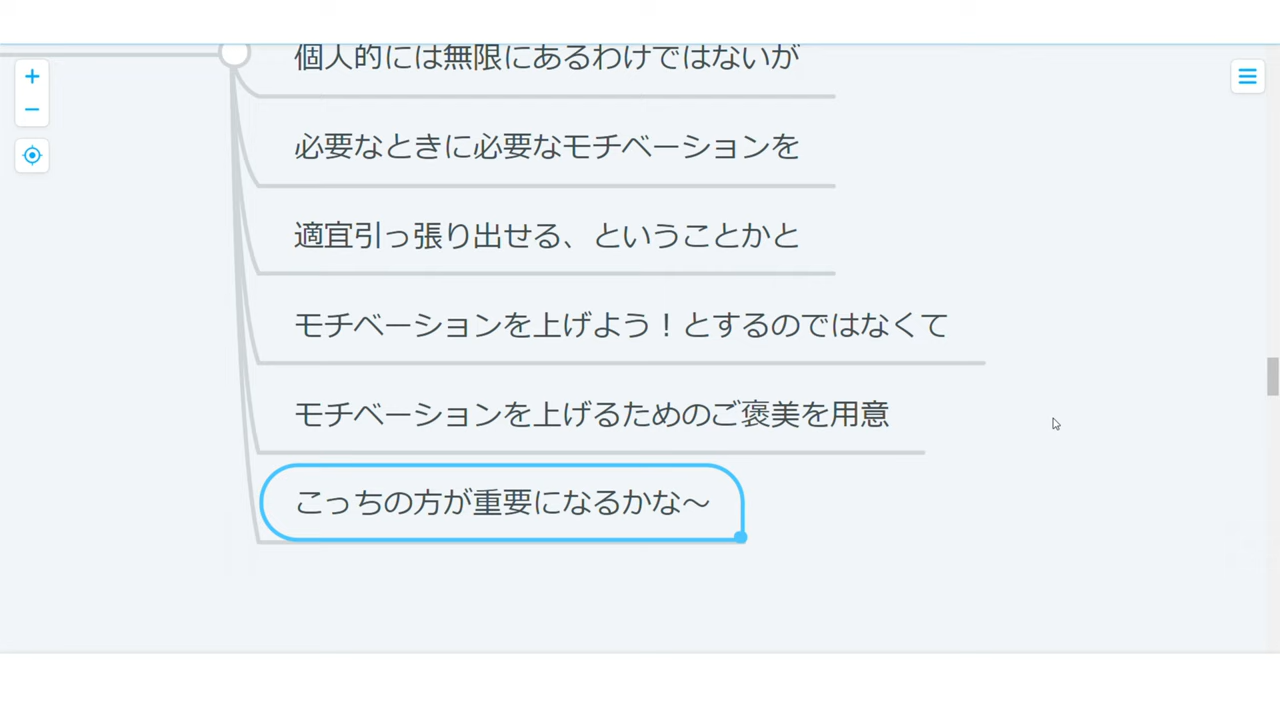 個人的には無限にあるわけではないが
必要なときに必要なモチベーションを
適宜引っ張り出せる、ということかと
モチベーションを上げよう！とするのではなくて
モチベーションを上げるためのご褒美を用意
こっちの方が重要になるかな〜